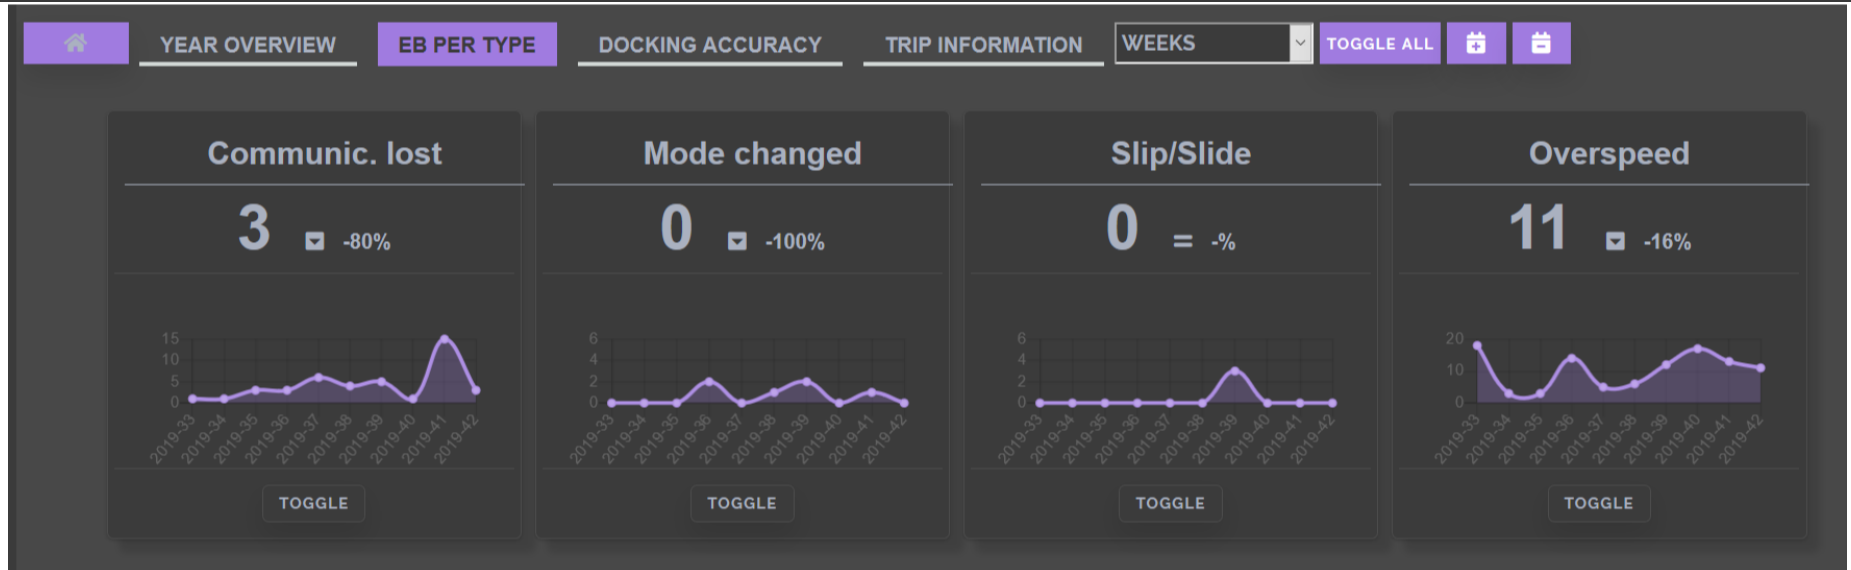 YEAR OVERVIEW EB PER TYPE DOCKING ACCURACY TRIP INFORMATION WEEKS TOGGLE ALL
Communic. lost Mode changed Slip/Slide Overspeed
3 -80% 0 -100% 0 = -% 11 -16%
15
10
5
0
2019-33 2019-34 2019-35 2019-36 2019-37 2019-38 2019-39 2019-40 2019-41 2019-42
6
4
2
0
2019-33 2019-34 2019-35 2019-36 2019-37 2019-38 2019-39 2019-40 2019-41 2019-42
6
4
2
0
2019-33 2019-34 2019-35 2019-36 2019-37 2019-38 2019-39 2019-40 2019-41 2019-42
20
10
0
2019-33 2019-34 2019-35 2019-36 2019-37 2019-38 2019-39 2019-40 2019-41 2019-42
TOGGLE TOGGLE TOGGLE TOGGLE